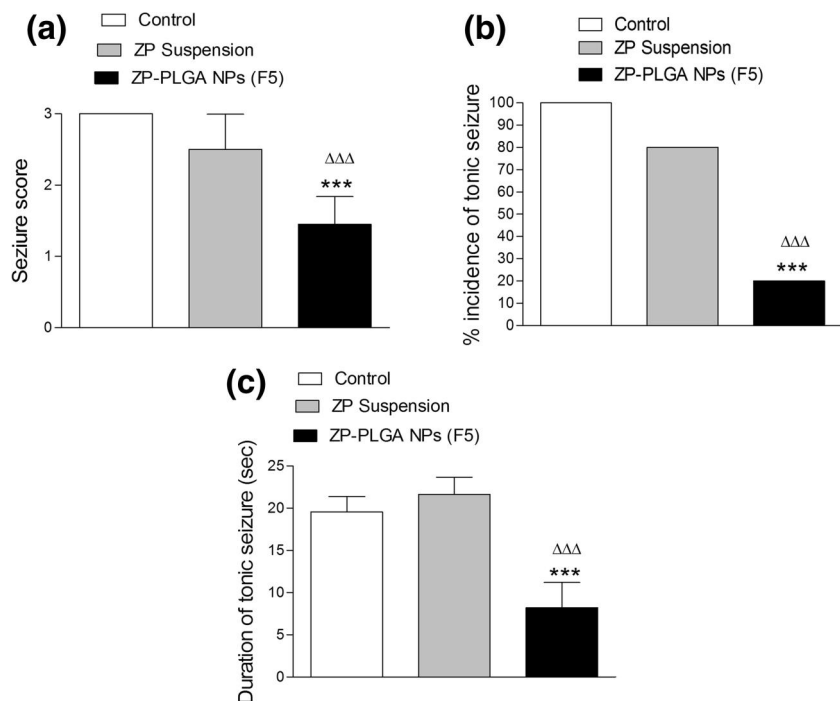 (a)
Control
ZP Suspension
ZP-PLGA NPs (F5)
Seziure score
3
2
1
0
ΔΔΔ
***
(b)
Control
ZP Suspension
ZP-PLGA NPs (F5)
% incidence of tonic seizure
100
90
80
70
60
50
40
30
20
10
0
ΔΔΔ
***
(c)
Control
ZP Suspension
ZP-PLGA NPs (F5)
Duration of tonic seizure (sec)
25
20
15
10
5
0
ΔΔΔ
***